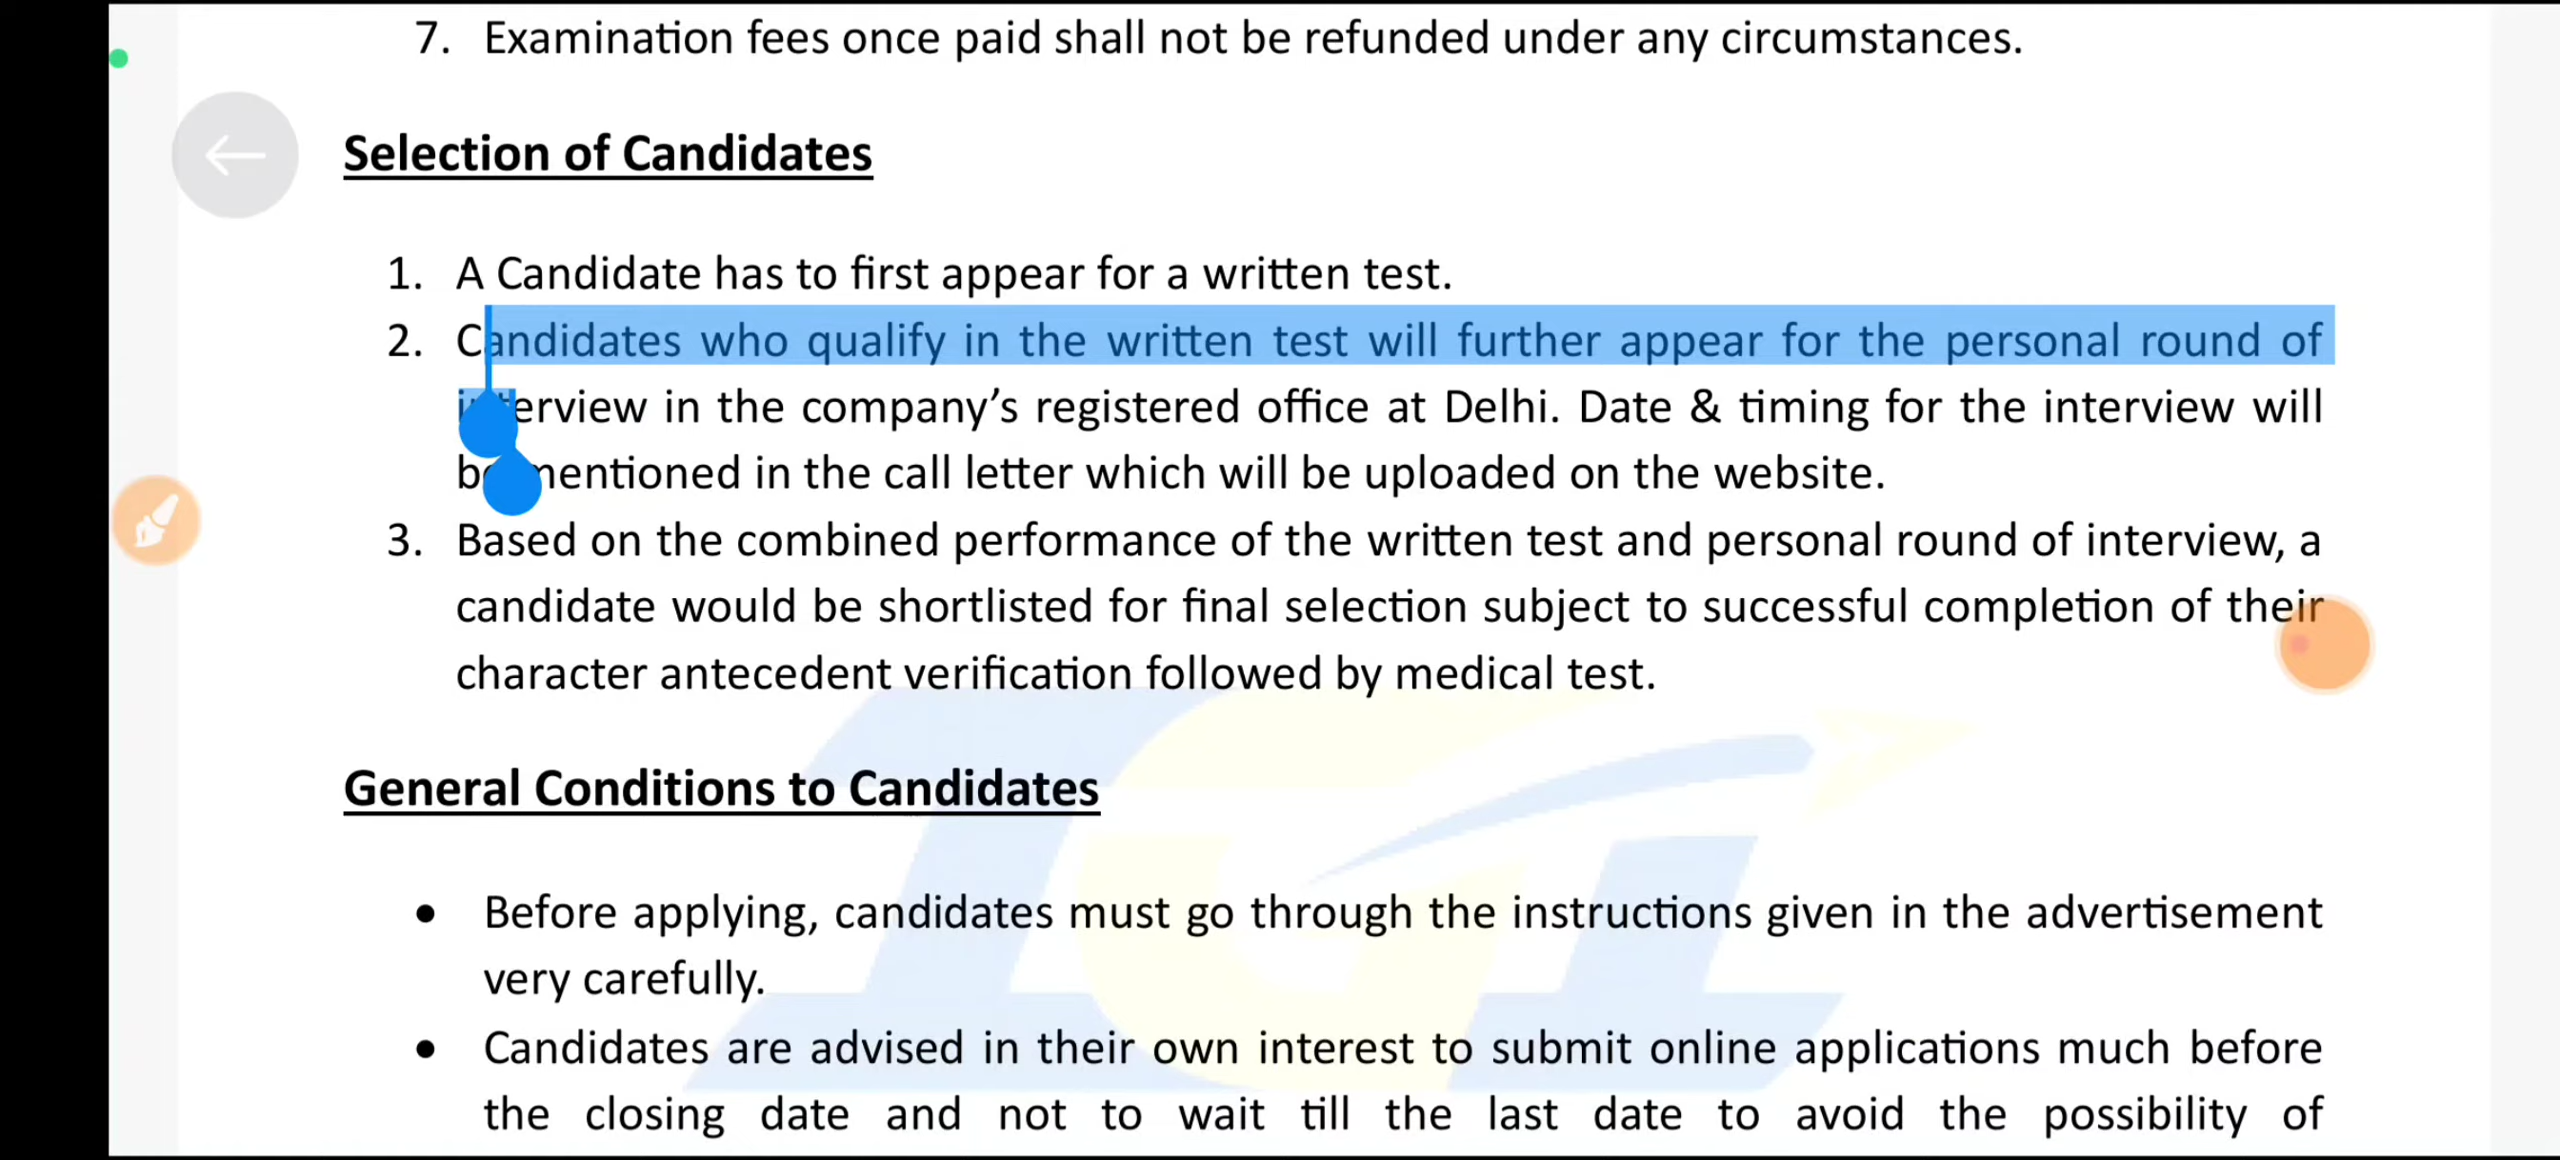 7. Examination fees once paid shall not be refunded under any circumstances.
Selection of Candidates
1. A Candidate has to first appear for a written test.
2. Candidates who qualify in the written test will further appear for the personal round of
interview in the company's registered office at Delhi. Date & timing for the interview will
be mentioned in the call letter which will be uploaded on the website.
3. Based on the combined performance of the written test and personal round of interview, a
candidate would be shortlisted for final selection subject to successful completion of their
character antecedent verification followed by medical test.
General Conditions to Candidates
• Before applying, candidates must go through the instructions given in the advertisement
very carefully.
• Candidates are advised in their own interest to submit online applications much before
the closing date and not to wait till the last date to avoid the possibility of